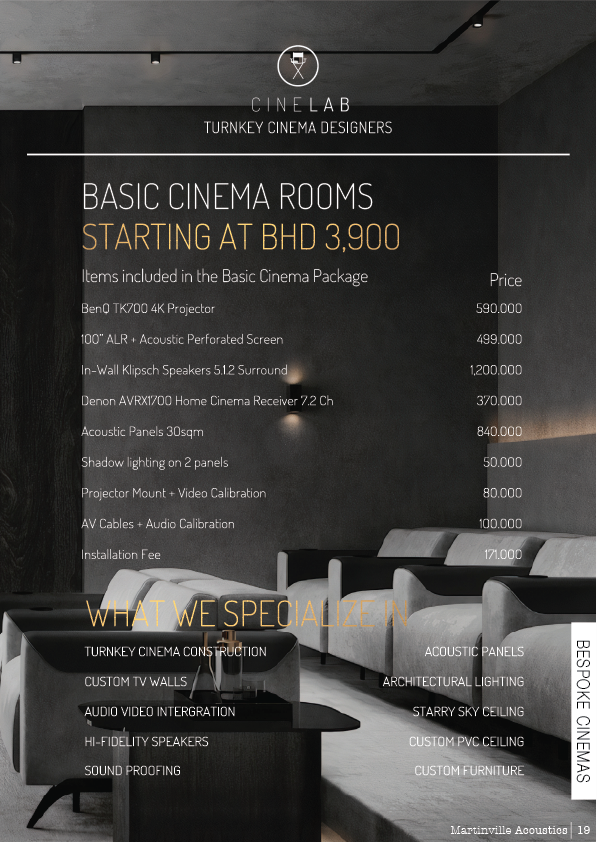 CINELAB
TURNKEY CINEMA DESIGNERS
BASIC CINEMA ROOMS
STARTING AT BHD 3,900
Items included in the Basic Cinema Package Price
BenQ TK700 4K Projector 590.000
100" ALR + Acoustic Perforated Screen 499.000
In-Wall Klipsch Speakers 5.1.2 Surround 1,200.000
Denon AVRX1700 Home Cinema Receiver 7.2 Ch 370.000
Acoustic Panels 30sqm 840.000
Shadow lighting on 2 panels 50.000
Projector Mount + Video Calibration 80.000
AV Cables + Audio Calibration 100.000
Installation Fee 171.000
WHAT WE SPECIALIZE IN
TURNKEY CINEMA CONSTRUCTION ACOUSTIC PANELS
CUSTOM TV WALLS ARCHITECTURAL LIGHTING
AUDIO VIDEO INTERGRATION STARRY SKY CEILING
HI-FIDELITY SPEAKERS CUSTOM PVC CEILING
SOUND PROOFING CUSTOM FURNITURE
BESPOKE CINEMAS
Martinville Acoustics | 19